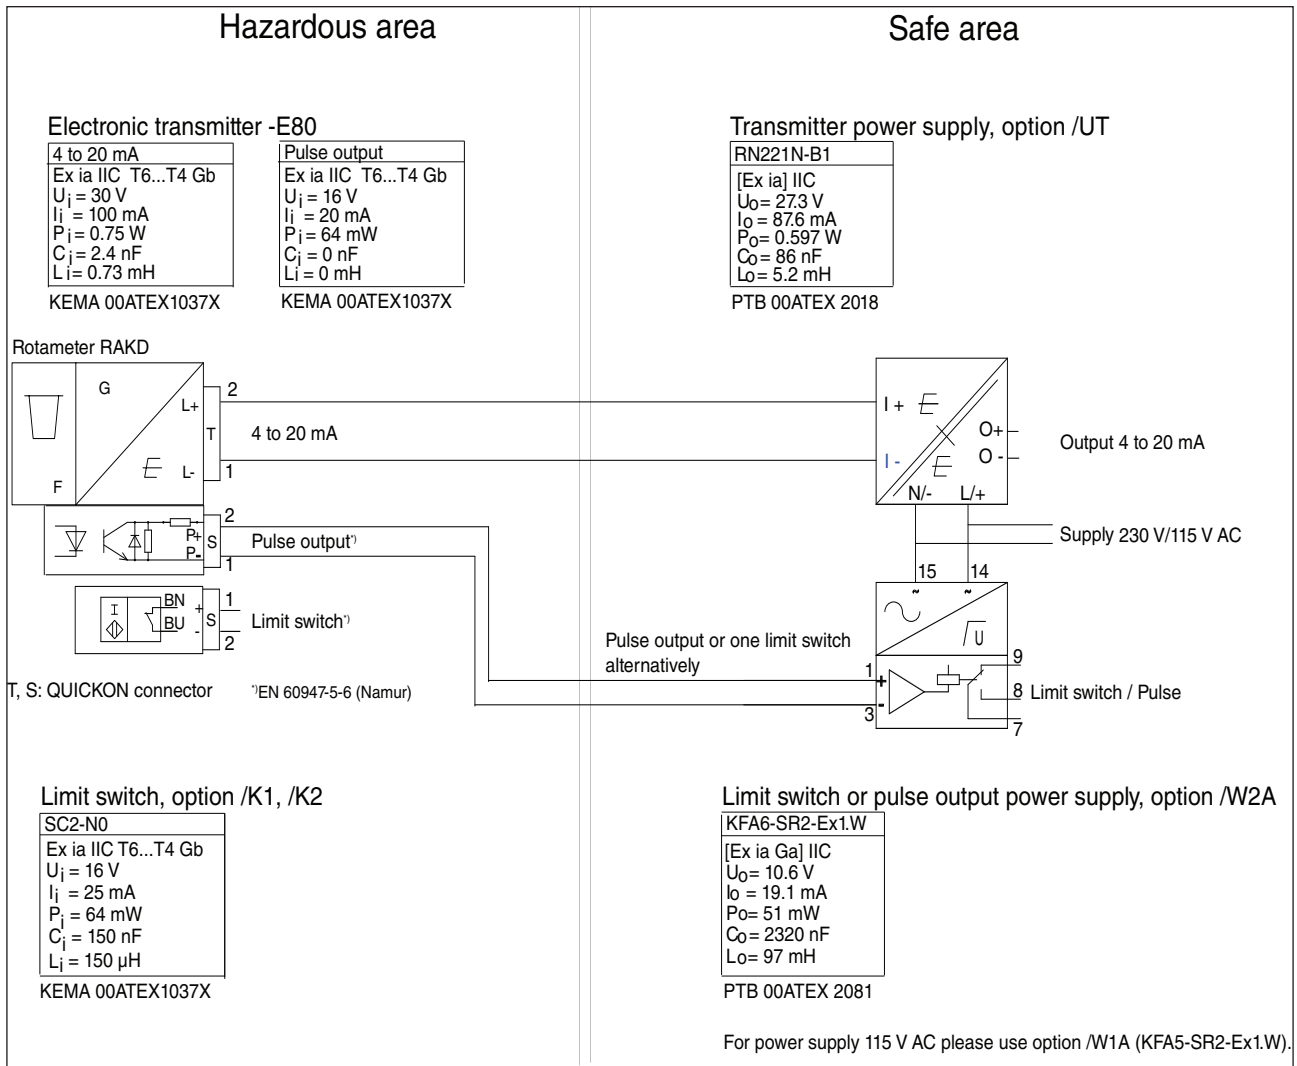 Hazardous area
Safe area
Electronic transmitter -E80
4 to 20 mA
Ex ia IIC T6...T4 Gb
Ui = 30 V
Ii = 100 mA
Pi = 0.75 W
Ci = 2.4 nF
Li = 0.73 mH
KEMA 00ATEX1037X
Pulse output
Ex ia IIC T6...T4 Gb
Ui = 16 V
Ii = 20 mA
Pi = 64 mW
Ci = 0 nF
Li = 0 mH
KEMA 00ATEX1037X
Transmitter power supply, option /UT
RN221N-B1
[Ex ia] IIC
Uo= 27.3 V
Io = 87.6 mA
Po= 0.597 W
Co= 86 nF
Lo= 5.2 mH
PTB 00ATEX 2018
Rotameter RAKD
G
F
E
L+
L-
T
2
1
4 to 20 mA
I +
I -
E
E
O+
O -
N/-
L/+
Output 4 to 20 mA
Supply 230 V/115 V AC
P+
P-
S
2
1
Pulse output*)
I
BN
BU
+
-
S
1
2
Limit switch*)
T, S: QUICKON connector
*)EN 60947-5-6 (Namur)
Pulse output or one limit switch
alternatively
15
14
~
~
U
1
+
3
-
9
8
7
Limit switch / Pulse
Limit switch, option /K1, /K2
SC2-N0
Ex ia IIC T6...T4 Gb
Ui = 16 V
Ii = 25 mA
Pi = 64 mW
Ci = 150 nF
Li = 150 µH
KEMA 00ATEX1037X
Limit switch or pulse output power supply, option /W2A
KFA6-SR2-Ex1.W
[Ex ia Ga] IIC
Uo= 10.6 V
Io = 19.1 mA
Po= 51 mW
Co= 2320 nF
Lo= 97 mH
PTB 00ATEX 2081
For power supply 115 V AC please use option /W1A (KFA5-SR2-Ex1.W).